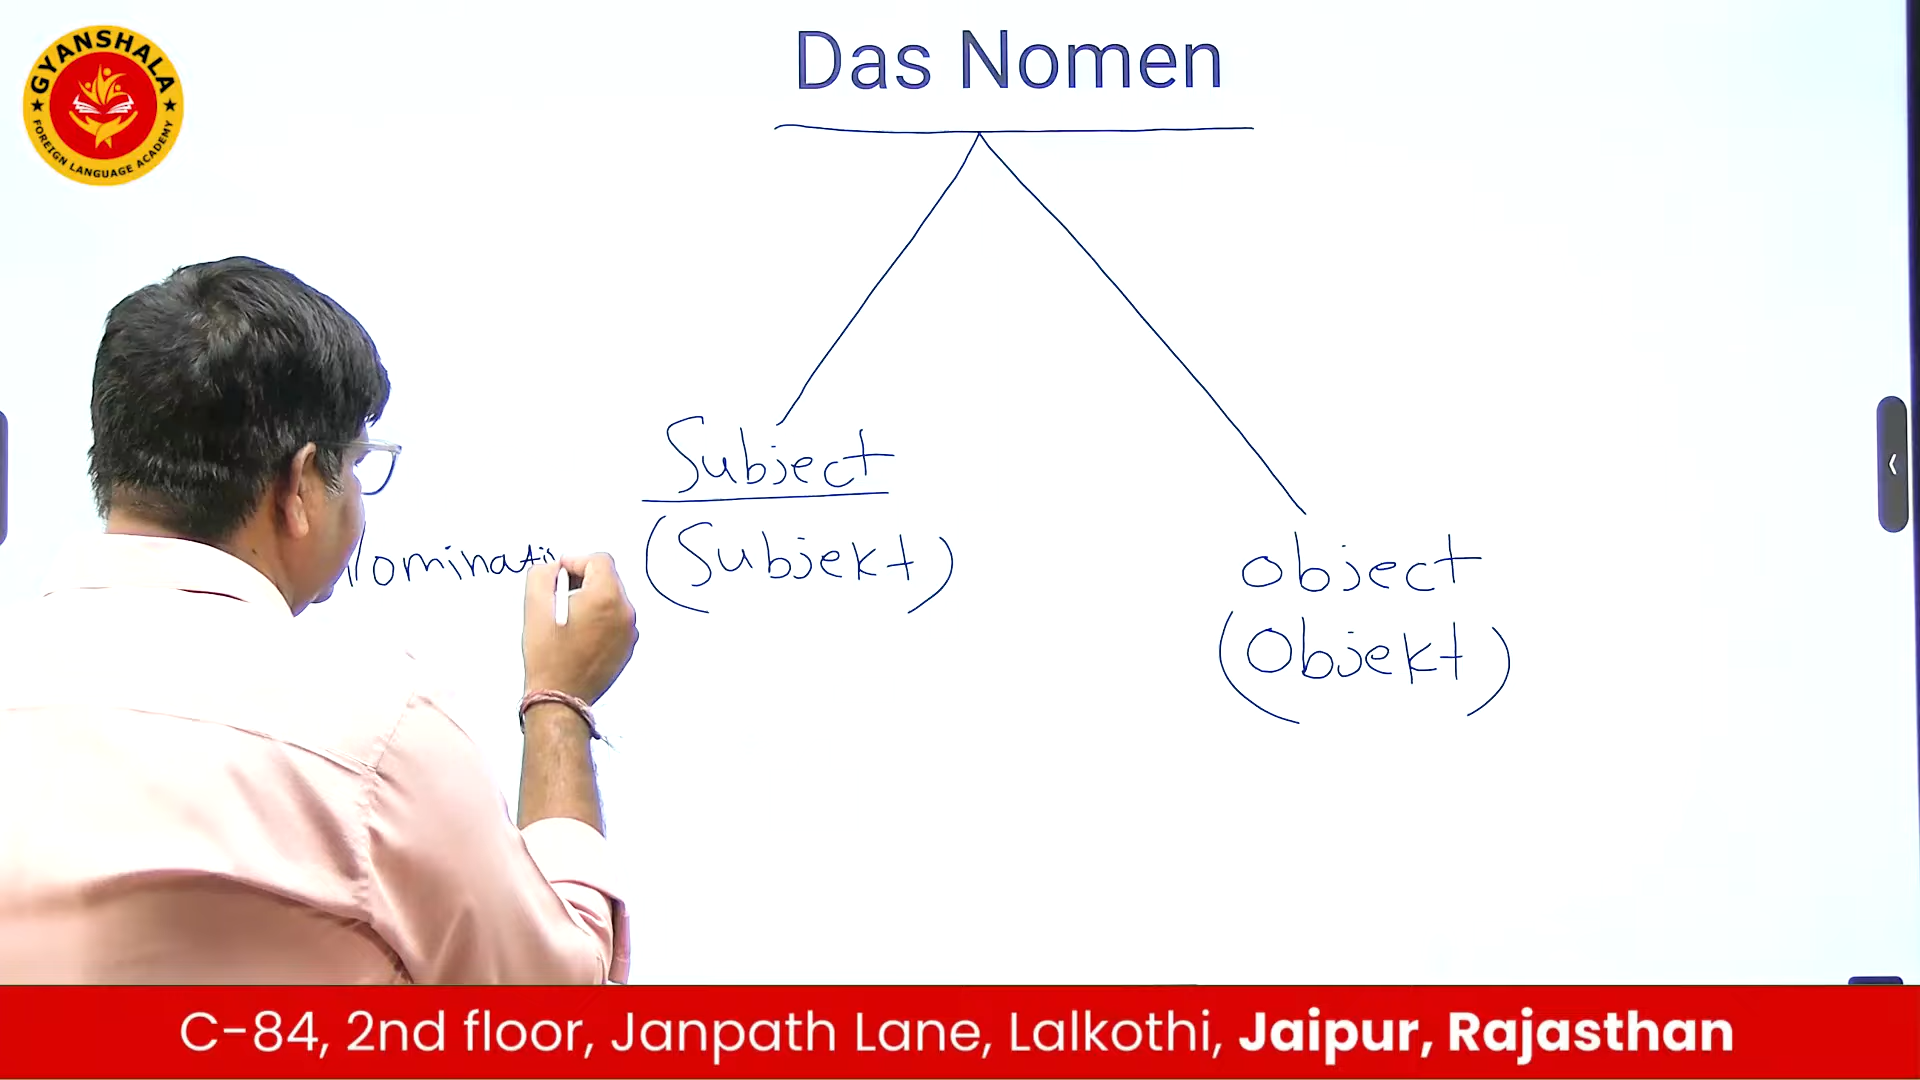 GYANSHALA
FOREIGN LANGUAGE ACADEMY
Das Nomen
Subject
(Subjekt)
object
(Objekt)
C-84, 2nd floor, Janpath Lane, Lalkothi, Jaipur, Rajasthan